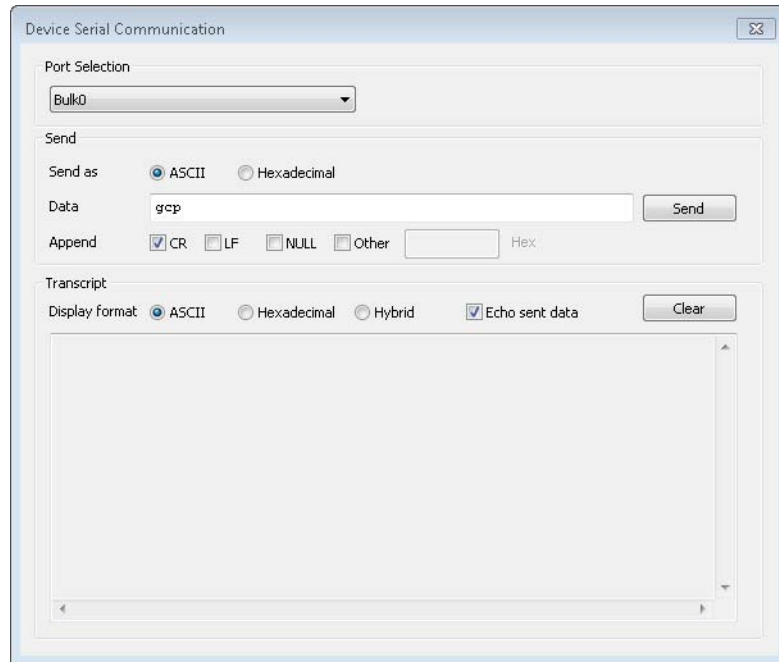 Device Serial Communication
Port Selection
Bulk0
Send
Send as ASCII Hexadecimal
Data gcp Send
Append CR LF NULL Other Hex
Transcript
Display format ASCII Hexadecimal Hybrid Echo sent data Clear